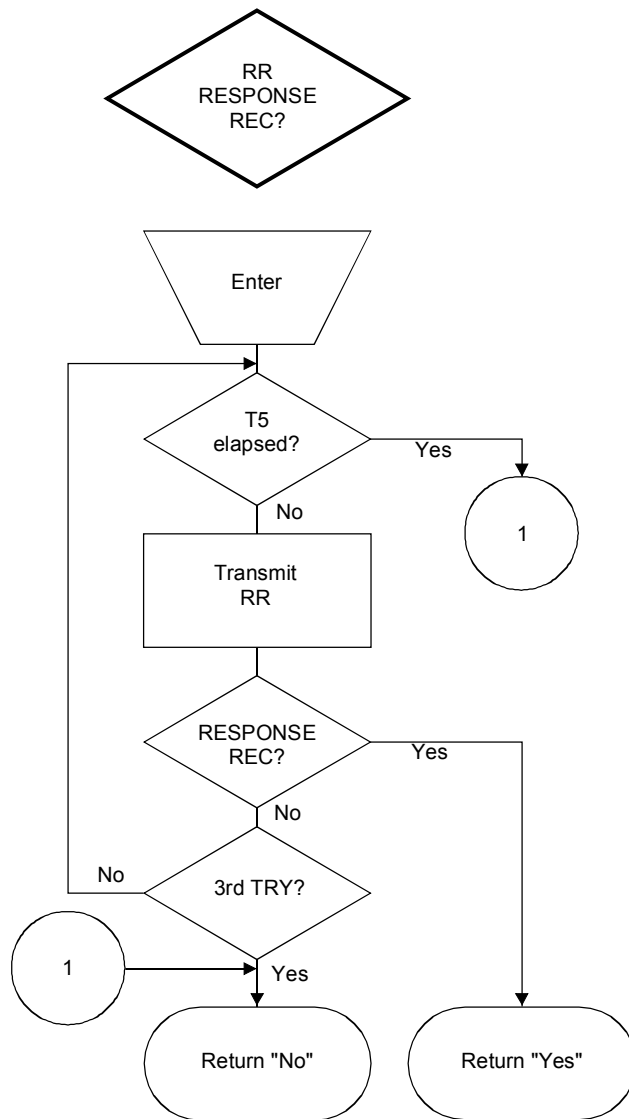 RR
RESPONSE
REC?
Enter
T5
elapsed?
Yes
No
1
Transmit
RR
RESPONSE
REC?
Yes
No
No
3rd TRY?
1
Yes
Return "No"
Return "Yes"